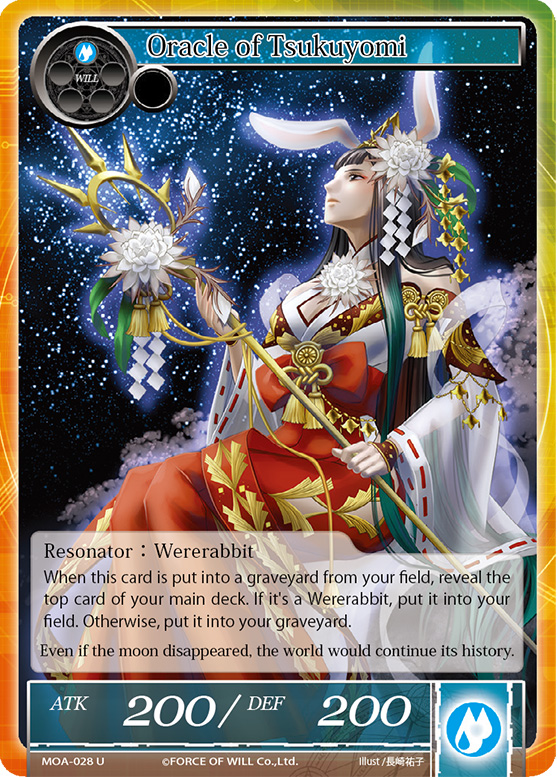 Oracle of Tsukuyomi
WILL
Resonator : Wererabbit
When this card is put into a graveyard from your field, reveal the
top card of your main deck. If it's a Wererabbit, put it into your
field. Otherwise, put it into your graveyard.
Even if the moon disappeared, the world would continue its history.
ATK 200 / DEF 200
MOA-028 U ©FORCE OF WILL Co.,Ltd. Illust /長崎祐子